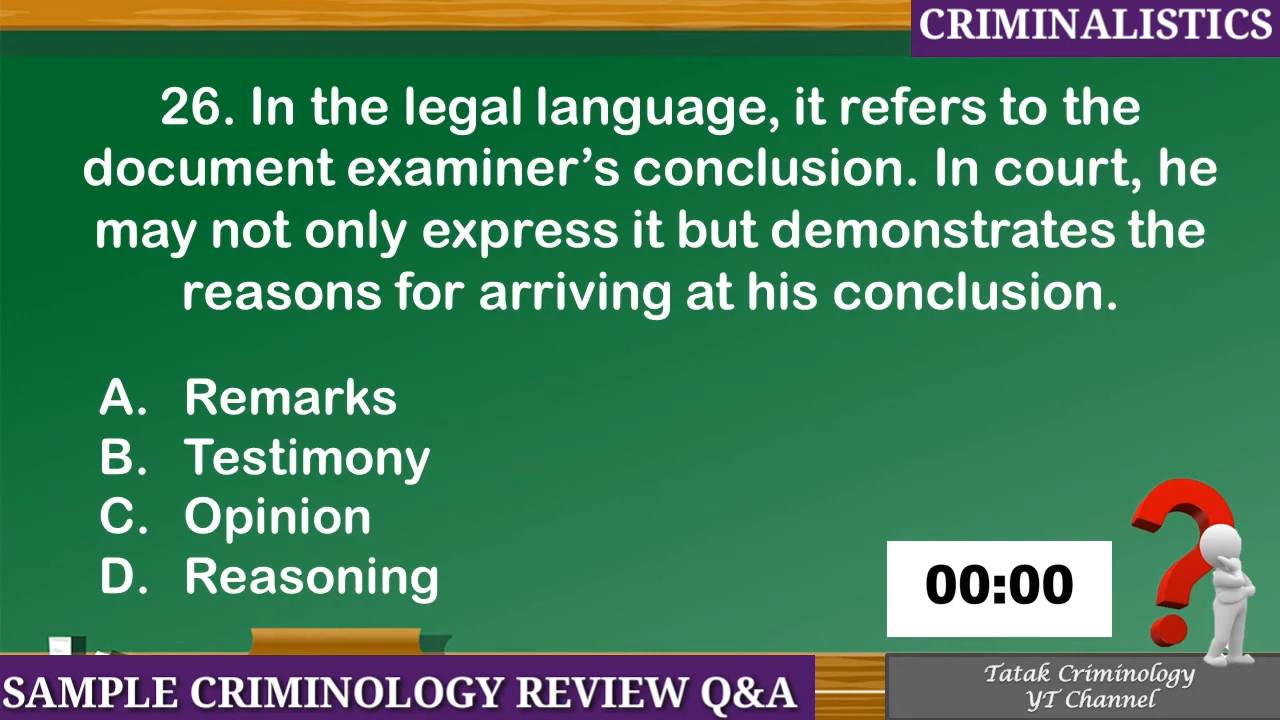 CRIMINALISTICS
26. In the legal language, it refers to the
document examiner’s conclusion. In court, he
may not only express it but demonstrates the
reasons for arriving at his conclusion.
A. Remarks
B. Testimony
C. Opinion
D. Reasoning
00:00
SAMPLE CRIMINOLOGY REVIEW Q&A
Tatak Criminology
YT Channel